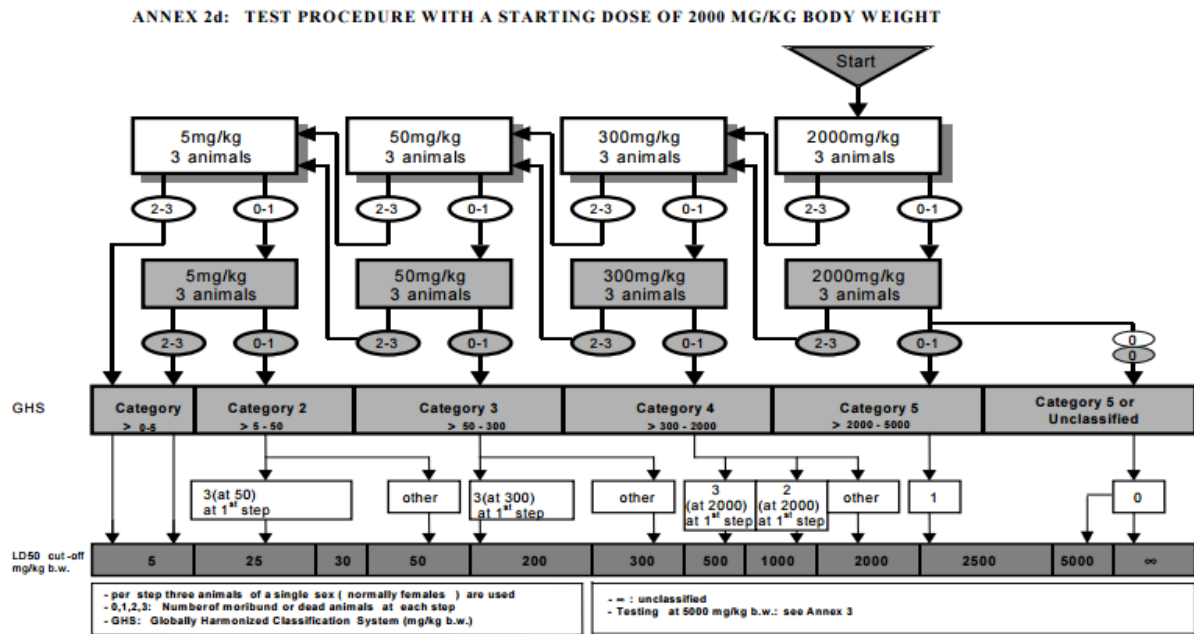 ANNEX 2d: TEST PROCEDURE WITH A STARTING DOSE OF 2000 MG/KG BODY WEIGHT
Start
5mg/kg
3 animals
50mg/kg
3 animals
300mg/kg
3 animals
2000mg/kg
3 animals
2-3
0-1
2-3
0-1
2-3
0-1
2-3
0-1
5mg/kg
3 animals
50mg/kg
3 animals
300mg/kg
3 animals
2000mg/kg
3 animals
2-3
0-1
2-3
0-1
2-3
0-1
2-3
0-1
0
0
GHS
Category
> 0-5
Category 2
> 5 - 50
Category 3
> 50 - 300
Category 4
> 300 - 2000
Category 5
> 2000 - 5000
Category 5 or
Unclassified
3(at 50)
at 1st step
other
3(at 300)
at 1st step
other
3
(at 2000)
at 1st step
2
(at 2000)
at 1st step
other
1
0
LD50 cut-off
mg/kg b.w.
5
25
30
50
200
300
500
1000
2000
2500
5000
∞
- per step three animals of a single sex ( normally females ) are used
- 0,1,2,3: Numberof moribund or dead animals at each step
- GHS: Globally Harmonized Classification System (mg/kg b.w.)
- ∞ : unclassified
- Testing at 5000 mg/kg b.w.: see Annex 3